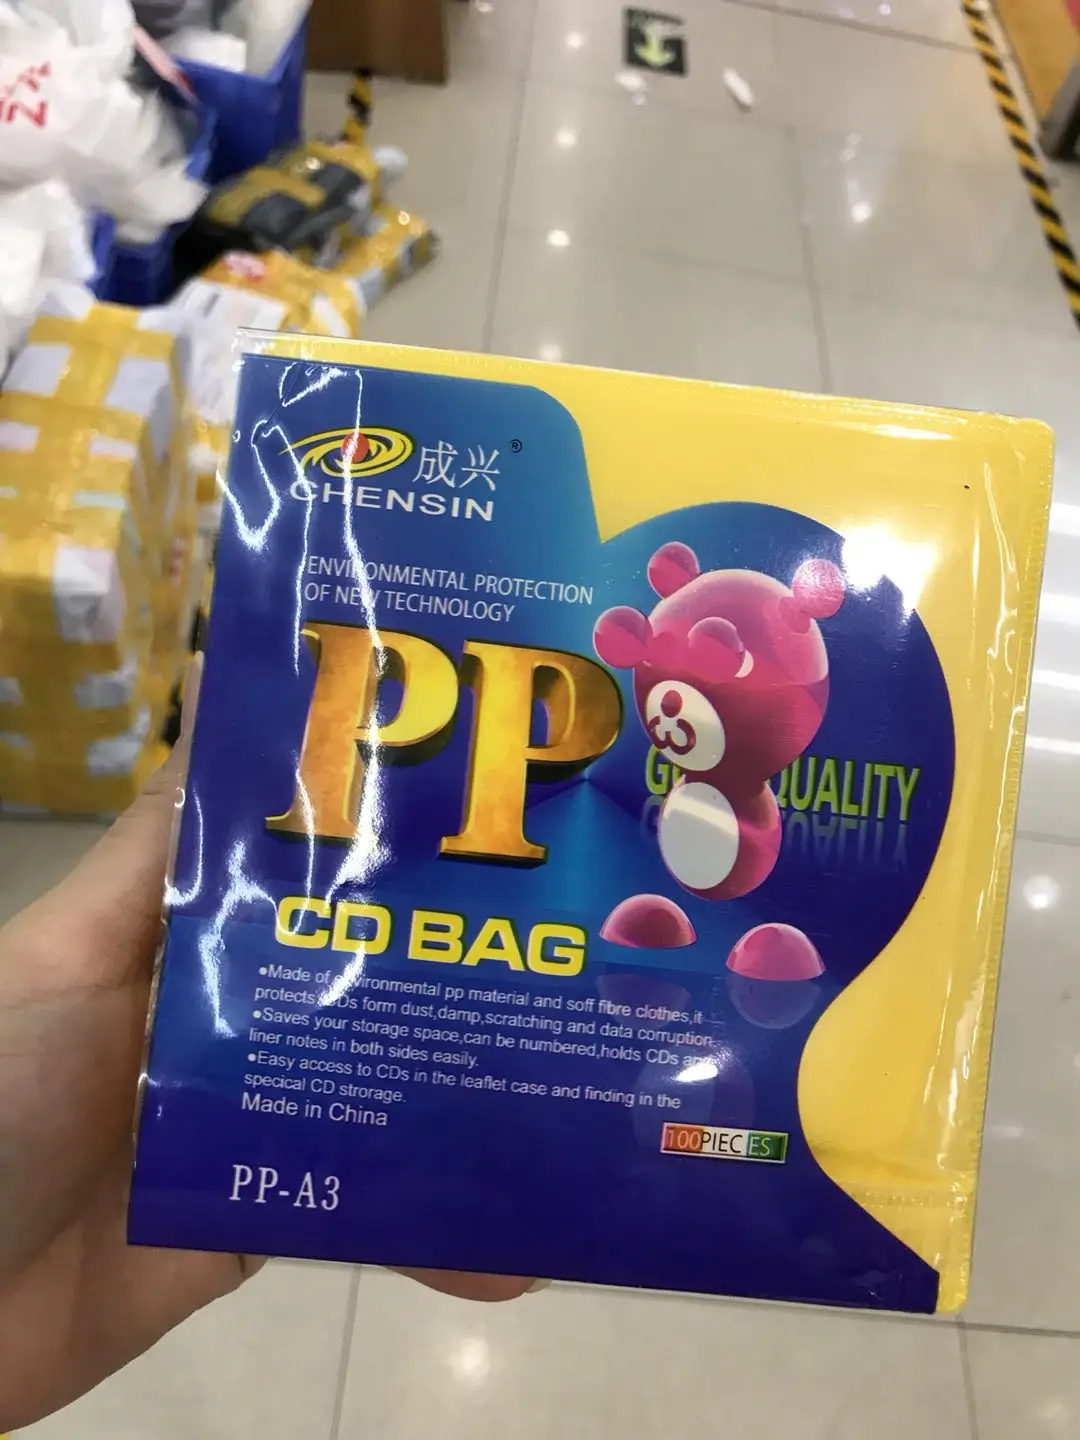 成兴®
CHENSIN
ENVIRONMENTAL PROTECTION
OF NEW TECHNOLOGY
PP
QUALITY
CD BAG
•Made of environmental pp material and soff fibre clothes,it
protects CDs form dust,damp,scratching and data corruption.
•Saves your storage space,can be numbered,holds CDs and
liner notes in both sides easily.
•Easy access to CDs in the leaflet case and finding in the
specical CD strorage.
Made in China
100PIECES
PP-A3